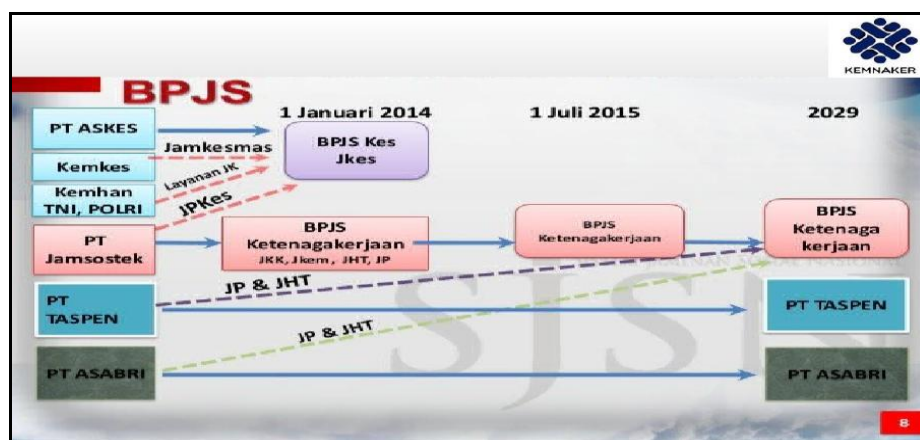 KEMNAKER
BPJS
1 Januari 2014
1 Juli 2015
2029
PT ASKES
Jamkesmas
BPJS Kes
Jkes
Kemkes
Layanan JK
Kemhan
TNI, POLRI
JPKes
PT
Jamsostek
BPJS
Ketenagakerjaan
JKK, Jkem, JHT, JP
BPJS
Ketenagakerjaan
BPJS
Ketenaga
kerjaan
SOSIAL NASIONAL
SJSN
JP & JHT
PT
TASPEN
PT TASPEN
JP & JHT
PT ASABRI
PT ASABRI
8